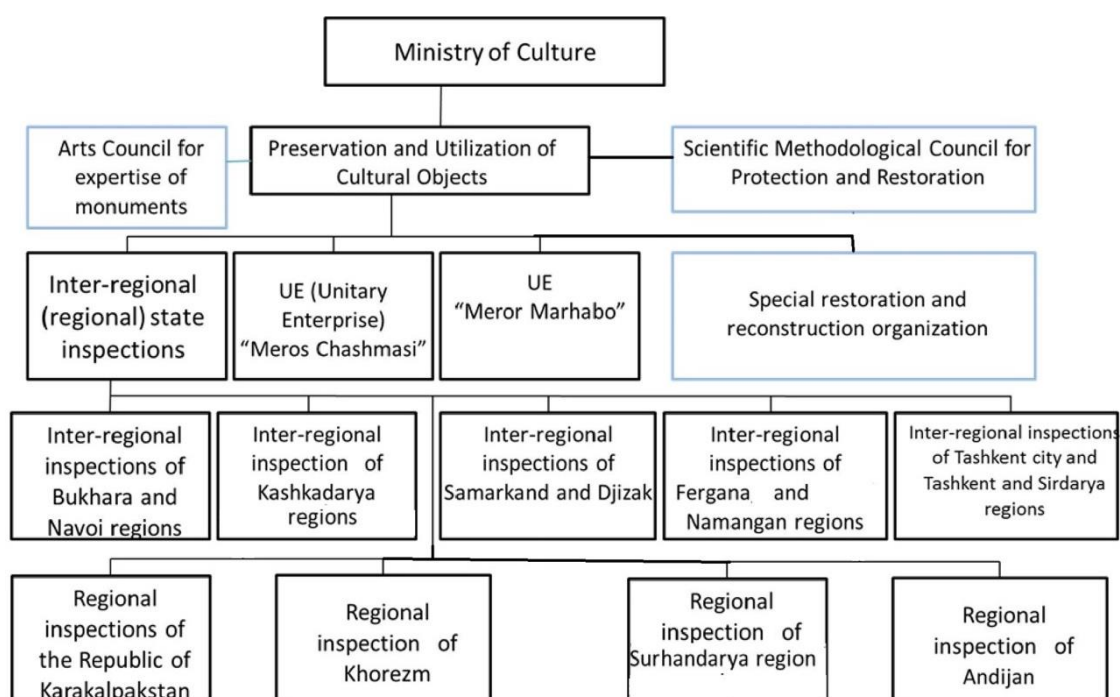 Ministry of Culture
Arts Council for
expertise of
monuments
Preservation and Utilization of
Cultural Objects
Scientific Methodological Council for
Protection and Restoration
Inter-regional
(regional) state
inspections
UE (Unitary
Enterprise)
“Meros Chashmasi”
UE
“Meror Marhabo”
Special restoration and
reconstruction organization
Inter-regional
inspections of
Bukhara and
Navoi regions
Inter-regional
inspection of
Kashkadarya
regions
Inter-regional
inspections of
Samarkand and Djizak
Inter-regional
inspections of
Fergana and
Namangan regions
Inter-regional inspections
of Tashkent city and
Tashkent and Sirdarya
regions
Regional
inspections of
the Republic of
Karakalpakstan
Regional
inspection of
Khorezm
Regional
inspection of
Surhandarya region
Regional
inspection of
Andijan